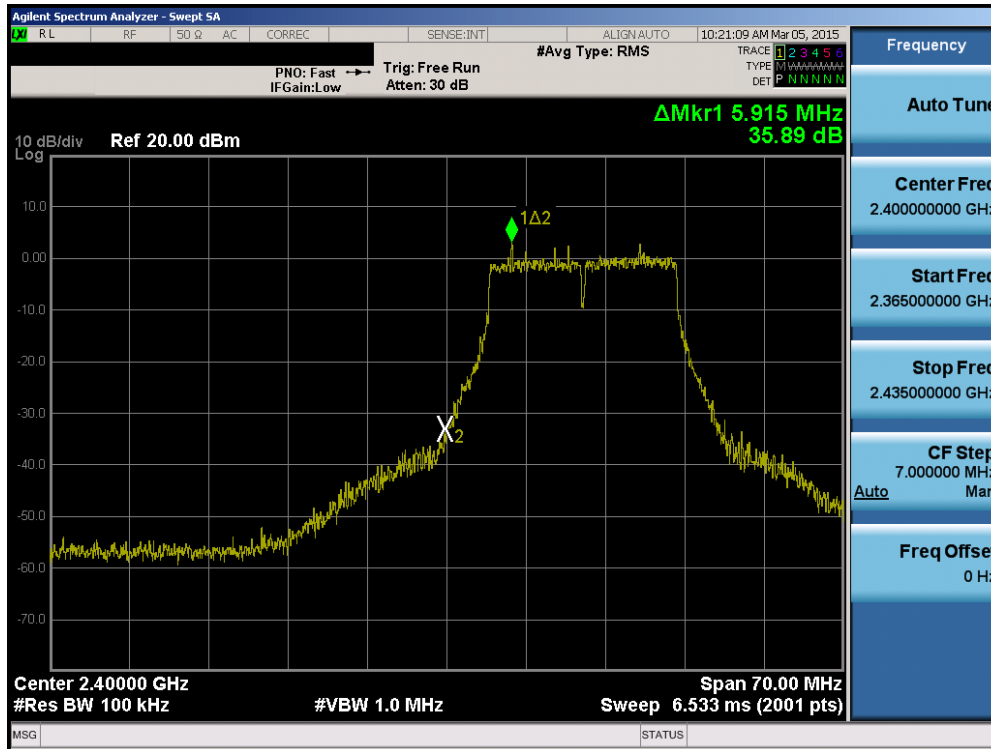 Agilent Spectrum Analyzer - Swept SA
LXI RL RF 50 Ω AC CORREC SENSE:INT ALIGN AUTO 10:21:09 AM Mar 05, 2015
#Avg Type: RMS
TRACE 1 2 3 4 5 6
TYPE MWWWWW
DET P N N N N N
PNO: Fast
IFGain:Low
Trig: Free Run
Atten: 30 dB
ΔMkr1 5.915 MHz
35.89 dB
10 dB/div Ref 20.00 dBm
Log
10.0
0.00
-10.0
-20.0
-30.0
-40.0
-50.0
-60.0
-70.0
1Δ2
2
Center 2.40000 GHz
Span 70.00 MHz
#Res BW 100 kHz
#VBW 1.0 MHz
Sweep 6.533 ms (2001 pts)
MSG
STATUS
Frequency
Auto Tune
Center Freq
2.400000000 GHz
Start Freq
2.365000000 GHz
Stop Freq
2.435000000 GHz
CF Step
7.000000 MHz
Auto Man
Freq Offset
0 Hz